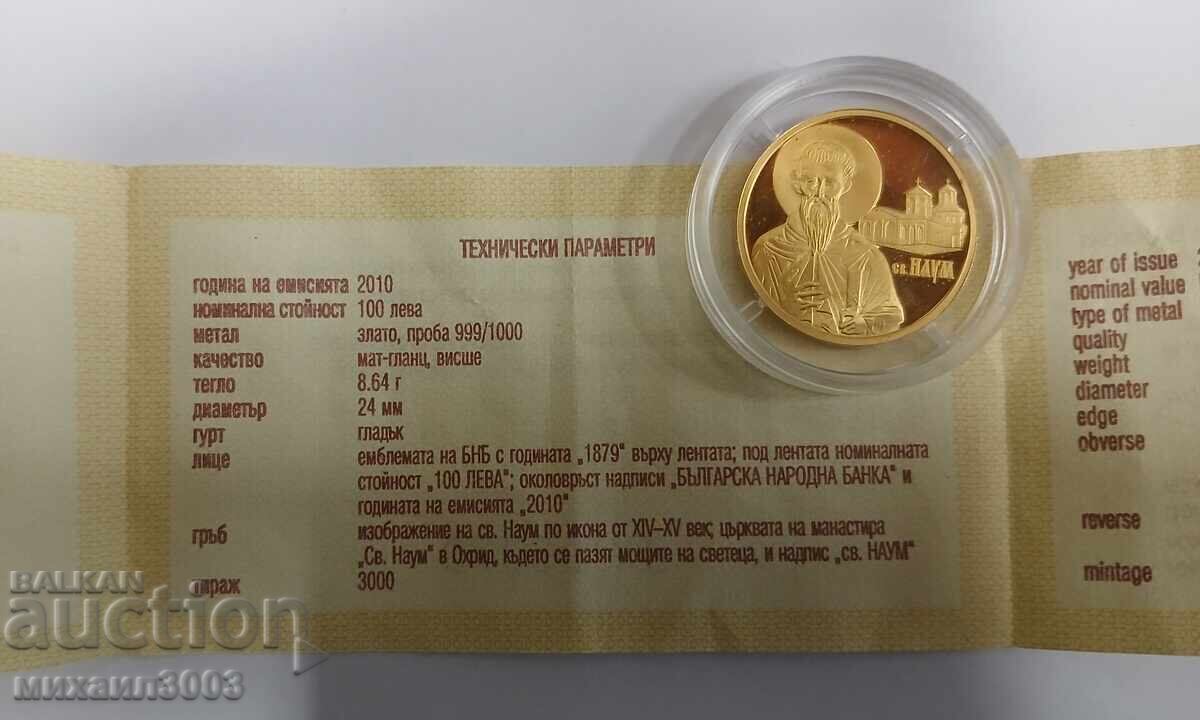 ТЕХНИЧЕСКИ ПАРАМЕТРИ
година на емисията 2010
номинална стойност 100 лева
метал злато, проба 999/1000
качество мат-гланц, висше
тегло 8.64 г
диаметър 24 мм
гурт гладък
лице емблемата на БНБ с годината „1879" върху лентата; под лентата номиналната
стойност „100 ЛЕВА"; околовръст надписи „БЪЛГАРСКА НАРОДНА БАНКА" и
годината на емисията „2010"
гръб изображение на св. Наум по икона от XIV–XV век; църквата на манастира
„Св. Наум" в Охрид, където се пазят мощите на светеца, и надпис „св. НАУМ"
тираж 3000
св. НАУМ
year of issue
nominal value
type of metal
quality
weight
diameter
edge
obverse
reverse
mintage
BALKAN
auction
михаил3003